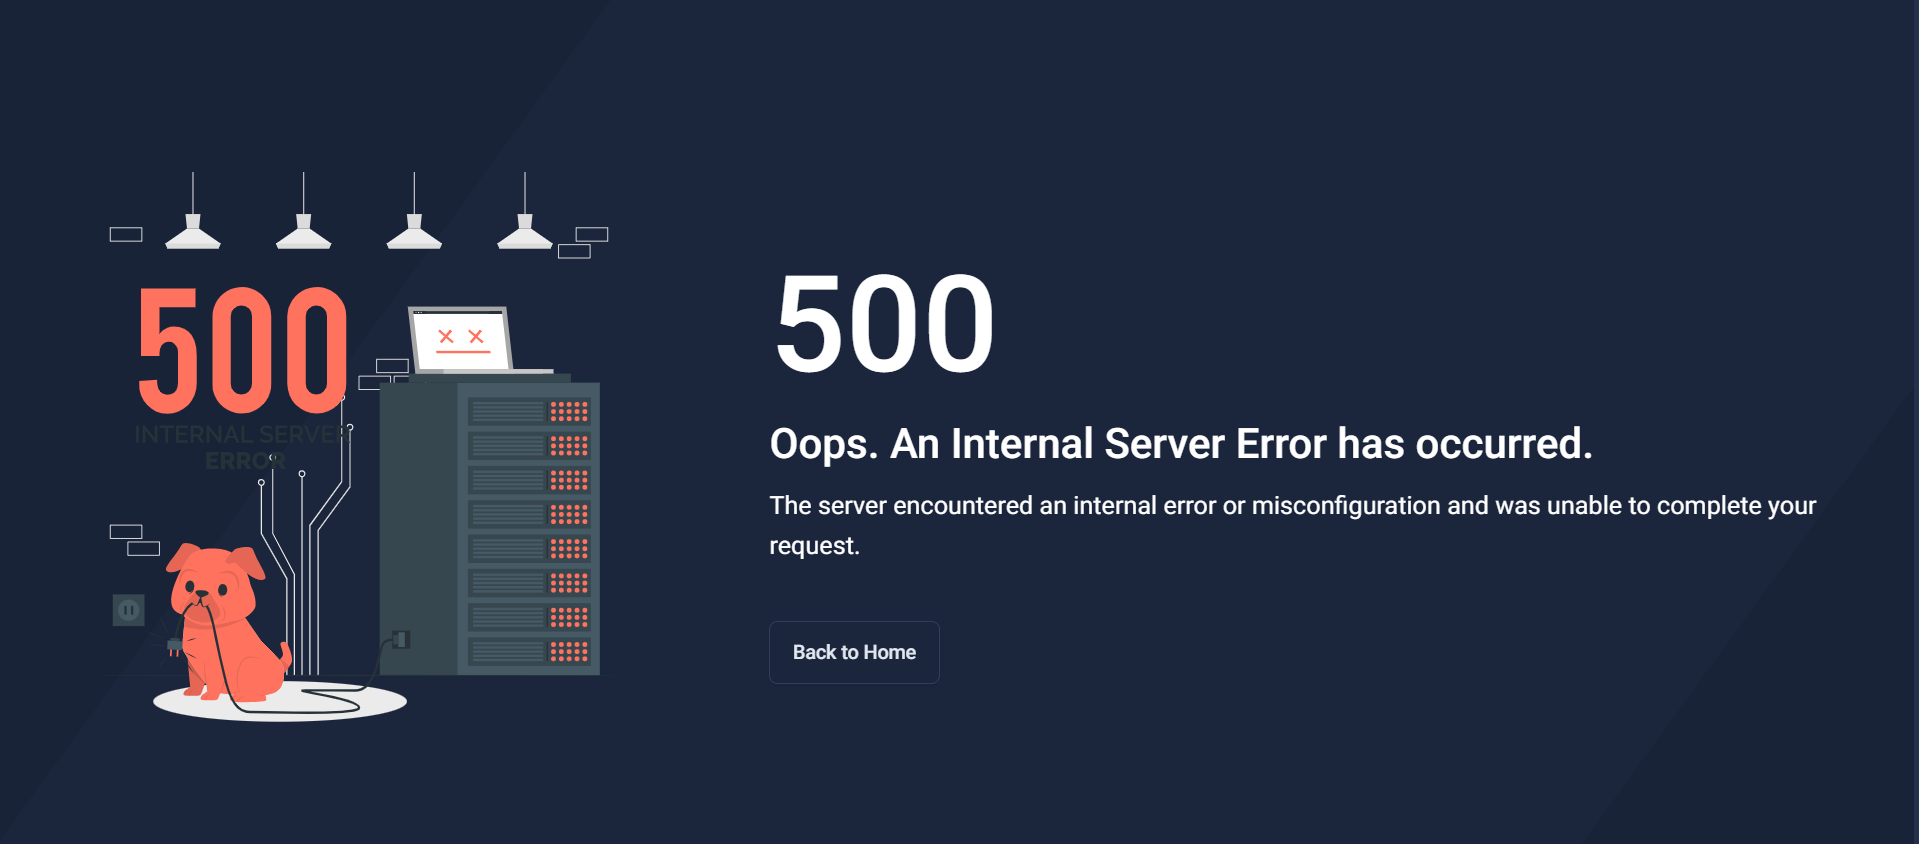 500
INTERNAL SERVER
ERROR
500
Oops. An Internal Server Error has occurred.
The server encountered an internal error or misconfiguration and was unable to complete your
request.
Back to Home